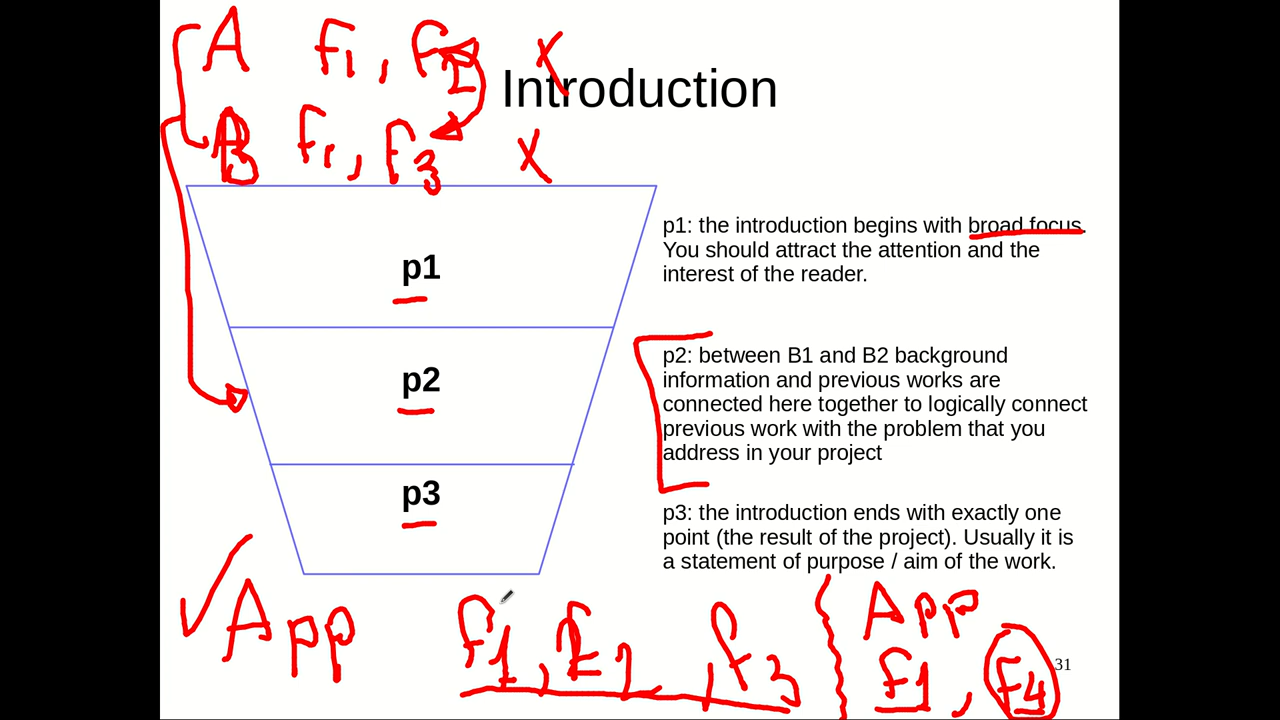 A f1, f2 x
Introduction
B f1, f3 x
p1
p1: the introduction begins with broad focus.
You should attract the attention and the
interest of the reader.
p2
p2: between B1 and B2 background
information and previous works are
connected here together to logically connect
previous work with the problem that you
address in your project
p3
p3: the introduction ends with exactly one
point (the result of the project). Usually it is
a statement of purpose / aim of the work.
App f1, f2, f3
App
f1, f4
31